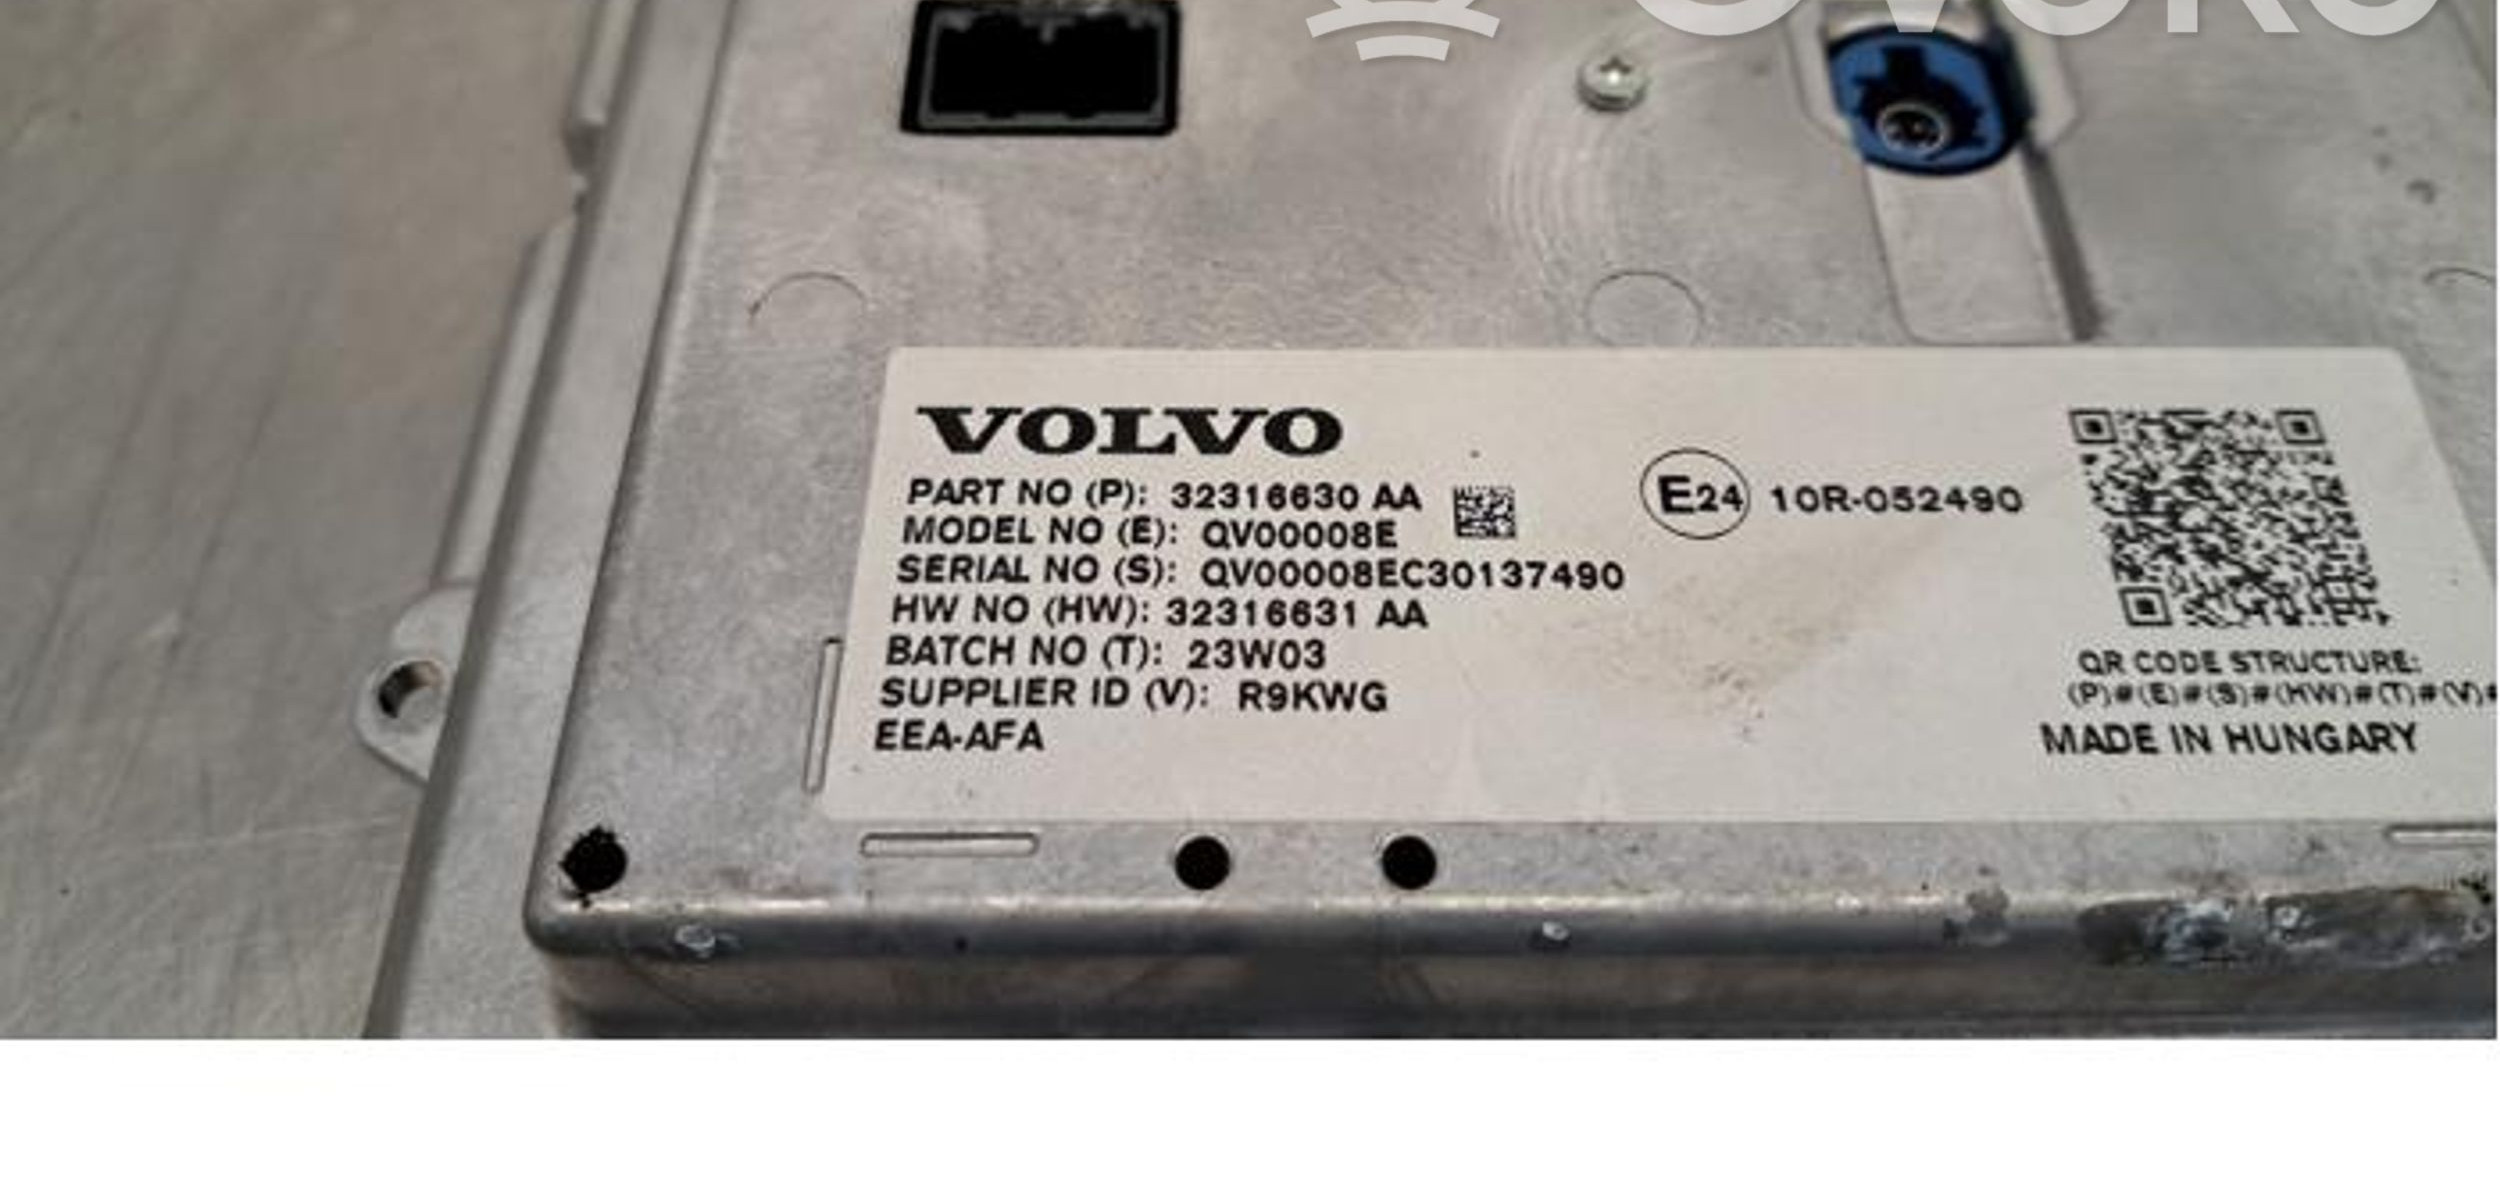 VOLVO
PART NO (P): 32316630 AA
MODEL NO (E): QV00008E
SERIAL NO (S): QV00008EC30137490
HW NO (HW): 32316631 AA
BATCH NO (T): 23W03
SUPPLIER ID (V): R9KWG
EEA-AFA
E24 10R-052490
QR CODE STRUCTURE:
(P)#(E)#(S)#(HW)#(T)#(V)#
MADE IN HUNGARY